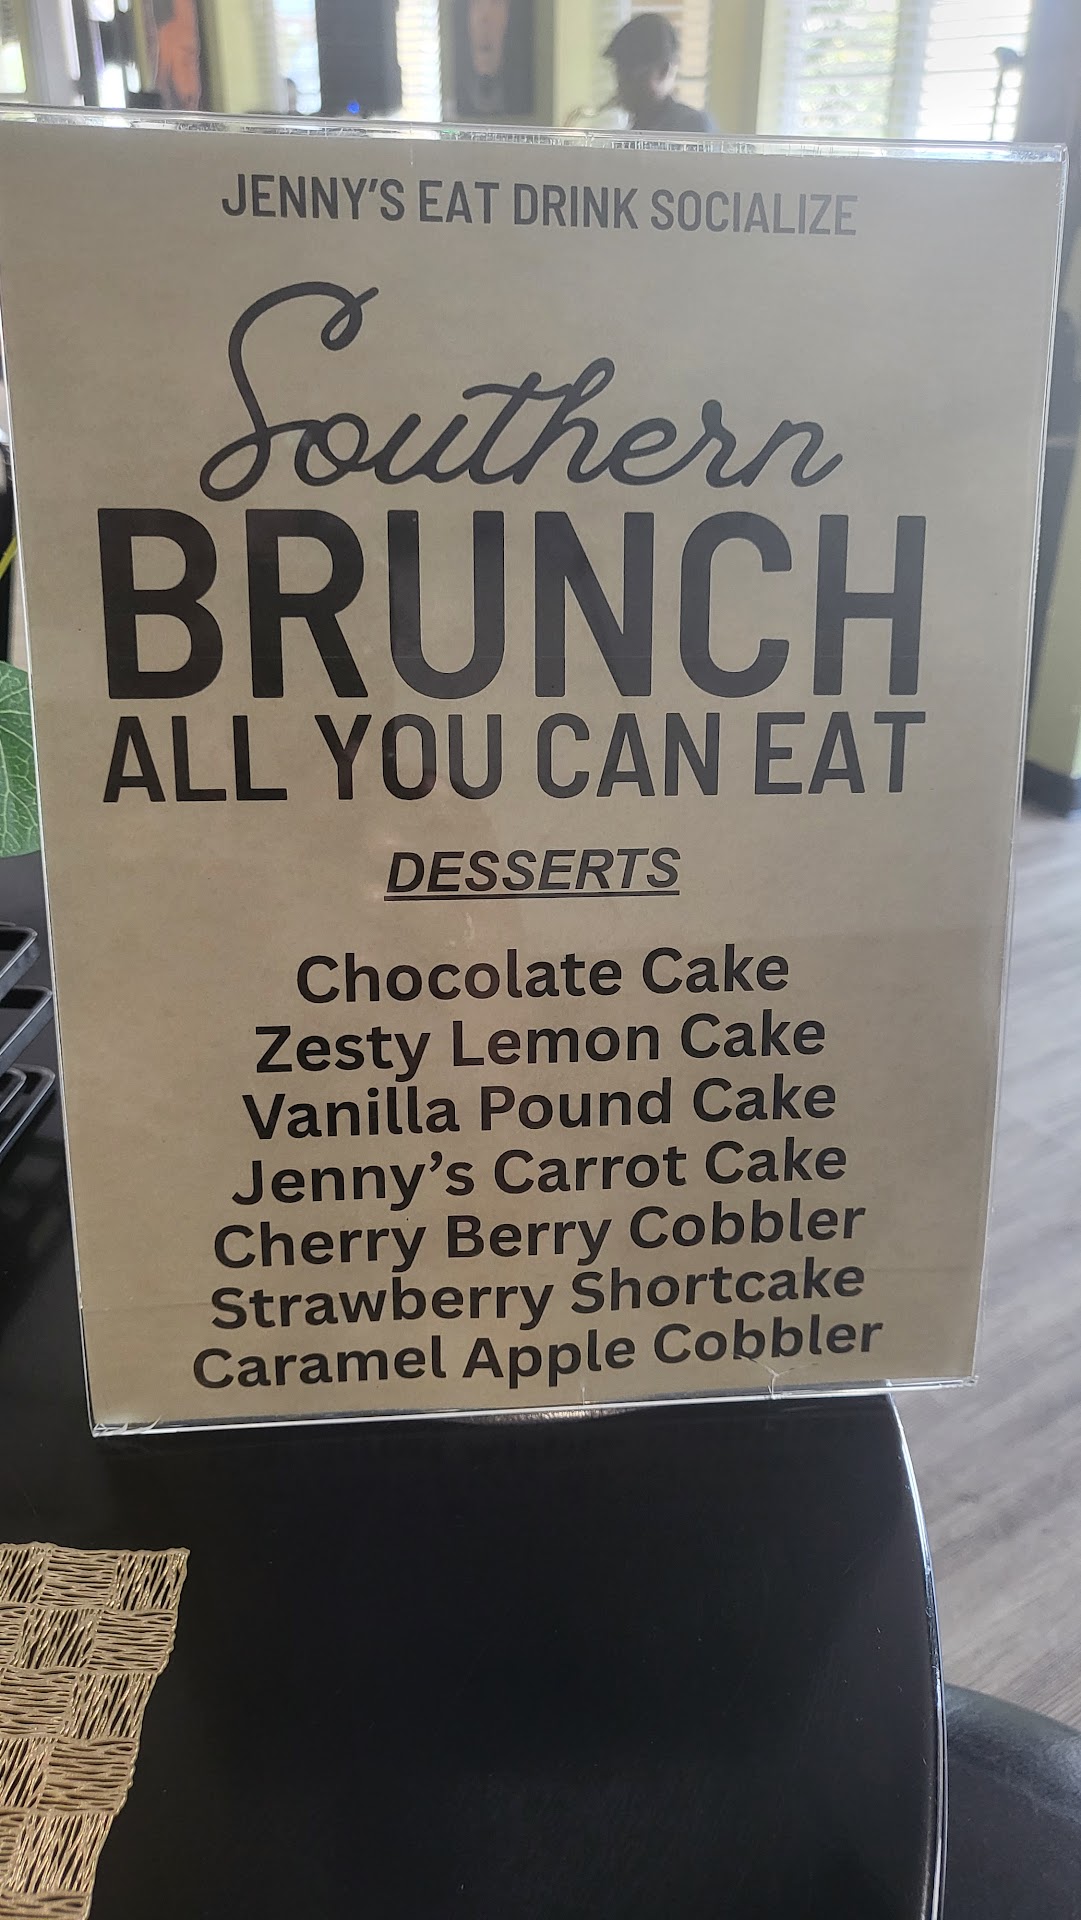 JENNY'S EAT DRINK SOCIALIZE
Southern
BRUNCH
ALL YOU CAN EAT
DESSERTS
Chocolate Cake
Zesty Lemon Cake
Vanilla Pound Cake
Jenny's Carrot Cake
Cherry Berry Cobbler
Strawberry Shortcake
Caramel Apple Cobbler